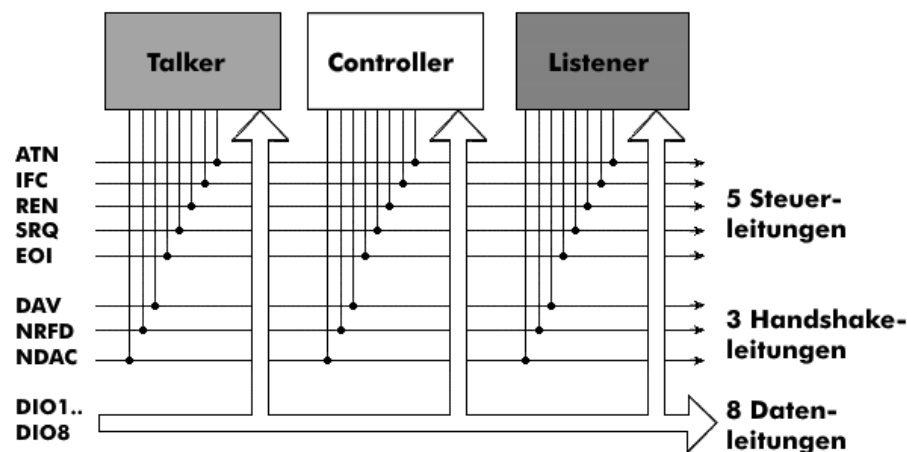 Talker
Controller
Listener
ATN
IFC
REN
SRQ
EOI
5 Steuer-
leitungen
DAV
NRFD
NDAC
3 Handshake-
leitungen
DIO1..
DIO8
8 Daten-
leitungen